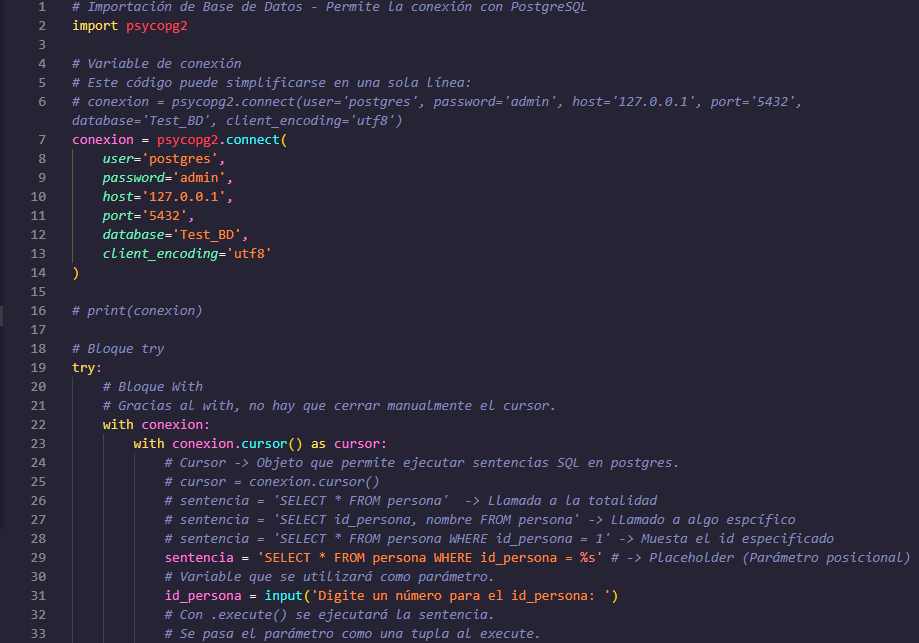 1 # Importación de Base de Datos - Permite la conexión con PostgreSQL
2 import psycopg2
3
4 # Variable de conexión
5 # Este código puede simplificarse en una sola línea:
6 # conexion = psycopg2.connect(user='postgres', password='admin', host='127.0.0.1', port='5432',
database='Test_BD', client_encoding='utf8')
7 conexion = psycopg2.connect(
8     user='postgres',
9     password='admin',
10     host='127.0.0.1',
11     port='5432',
12     database='Test_BD',
13     client_encoding='utf8'
14 )
15
16 # print(conexion)
17
18 # Bloque try
19 try:
20     # Bloque With
21     # Gracias al with, no hay que cerrar manualmente el cursor.
22     with conexion:
23         with conexion.cursor() as cursor:
24             # Cursor -> Objeto que permite ejecutar sentencias SQL en postgres.
25             # cursor = conexion.cursor()
26             # sentencia = 'SELECT * FROM persona'  -> Llamada a la totalidad
27             # sentencia = 'SELECT id_persona, nombre FROM persona' -> LLamado a algo espcífico
28             # sentencia = 'SELECT * FROM persona WHERE id_persona = 1' -> Muesta el id especificado
29             sentencia = 'SELECT * FROM persona WHERE id_persona = %s' # -> Placeholder (Parámetro posicional)
30             # Variable que se utilizará como parámetro.
31             id_persona = input('Digite un número para el id_persona: ')
32             # Con .execute() se ejecutará la sentencia.
33             # Se pasa el parámetro como una tupla al execute.